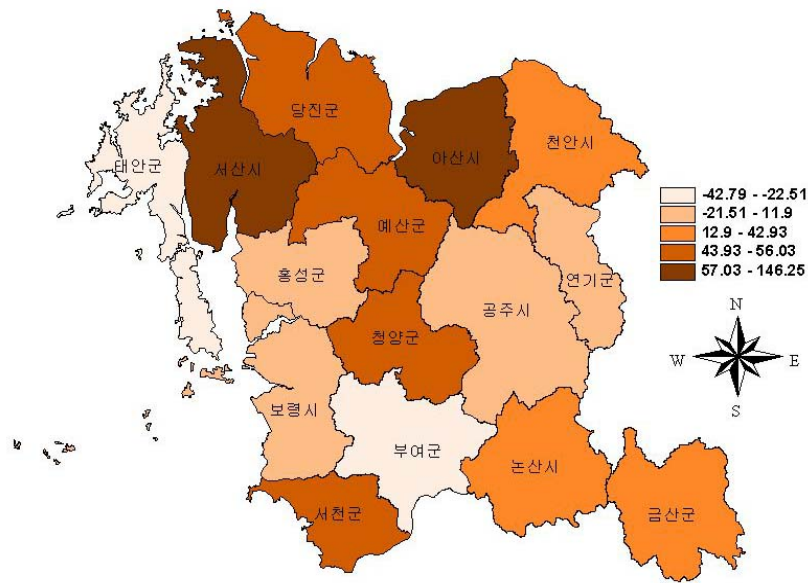 당진군
아산시
천안시
태안군
서산시
예산군
홍성군
연기군
공주시
청양군
보령시
부여군
논산시
서천군
금산군
-42.79 - -22.51
-21.51 - 11.9
12.9 - 42.93
43.93 - 56.03
57.03 - 146.25
N
W E
S